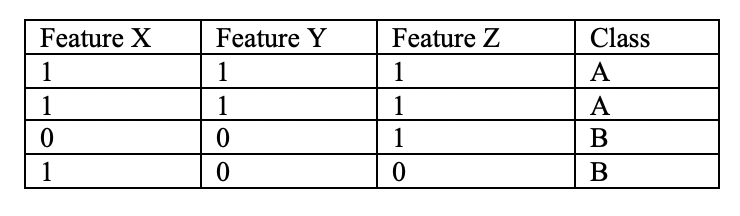 Feature X Feature Y Feature Z Class
1 1 1 A
1 1 1 A
0 0 1 B
1 0 0 B